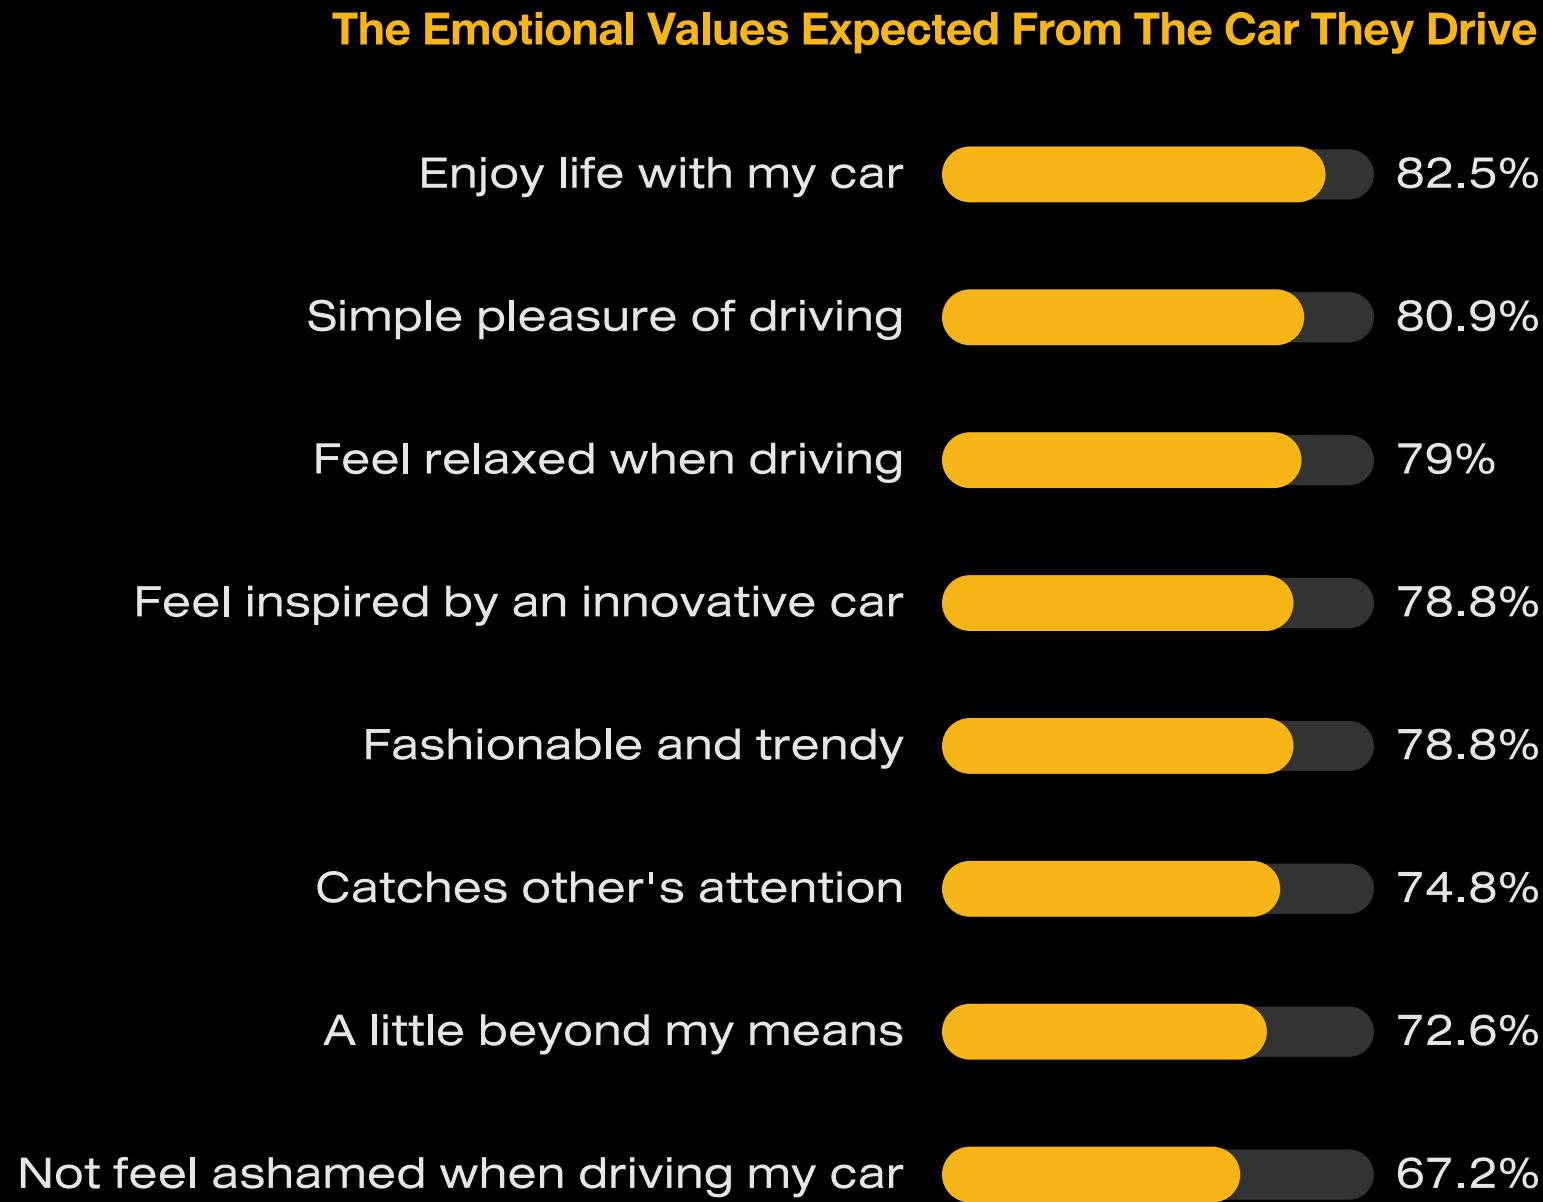 The Emotional Values Expected From The Car They Drive
Enjoy life with my car 82.5%
Simple pleasure of driving 80.9%
Feel relaxed when driving 79%
Feel inspired by an innovative car 78.8%
Fashionable and trendy 78.8%
Catches other's attention 74.8%
A little beyond my means 72.6%
Not feel ashamed when driving my car 67.2%